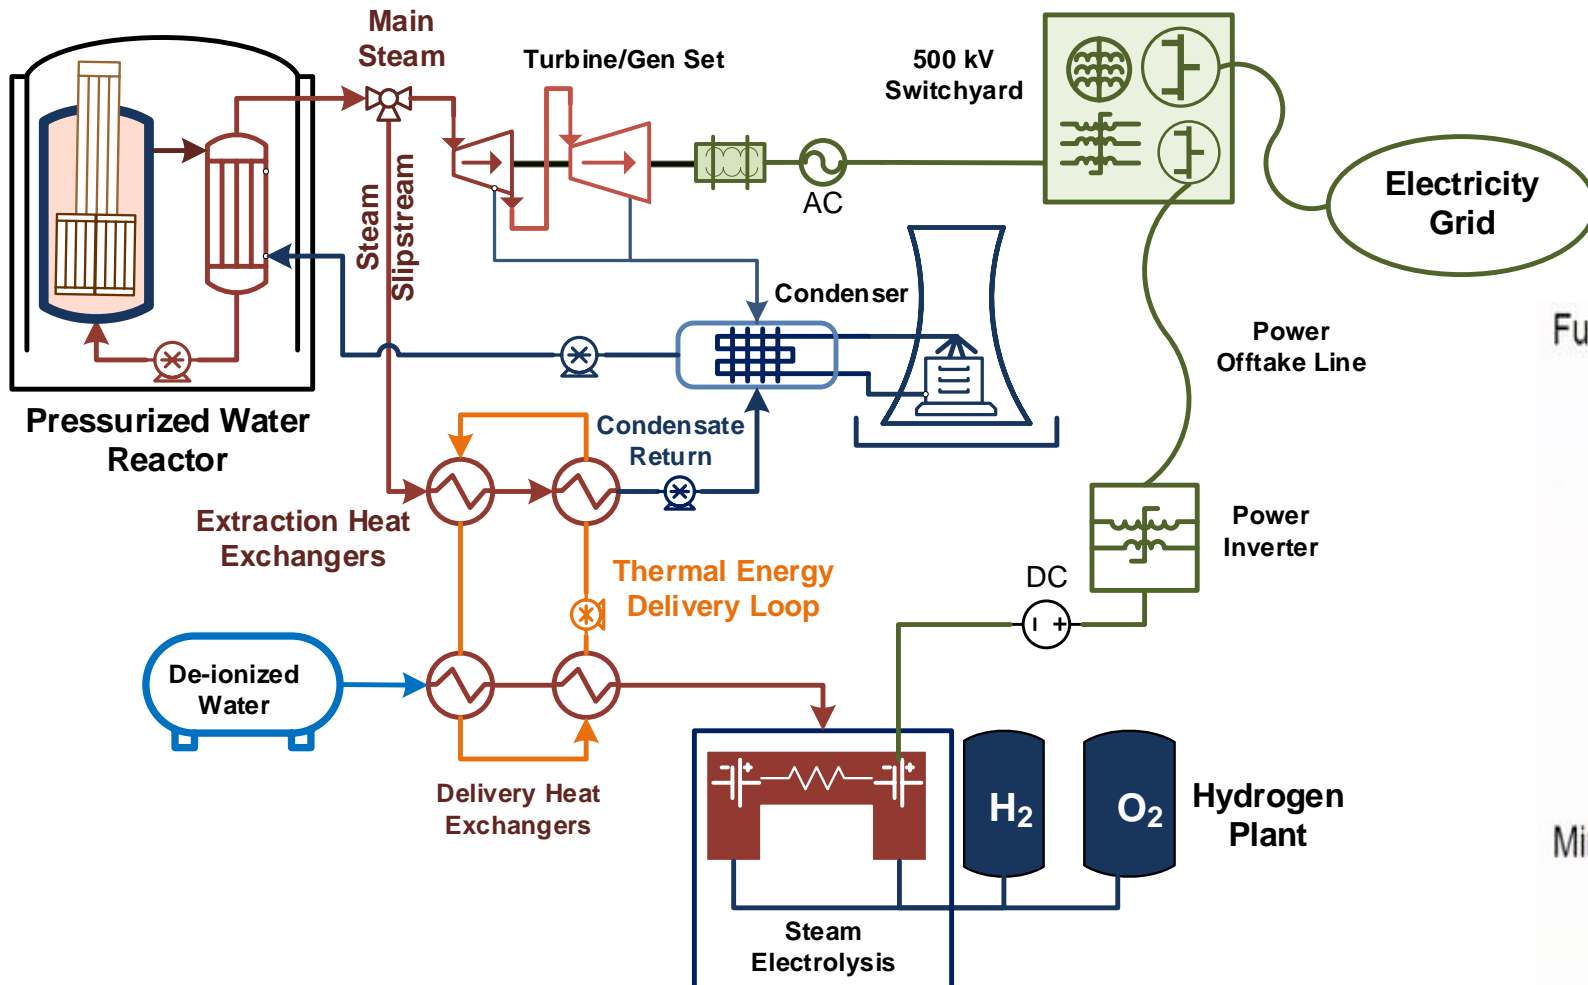 Main
Steam
Turbine/Gen Set
500 kV
Switchyard
AC
Electricity
Grid
Steam
Slipstream
Condenser
Power
Offtake Line
Pressurized Water
Reactor
Condensate
Return
Extraction Heat
Exchangers
Power
Inverter
Thermal Energy
Delivery Loop
DC
De-ionized
Water
Delivery Heat
Exchangers
H2
O2
Hydrogen
Plant
Steam
Electrolysis